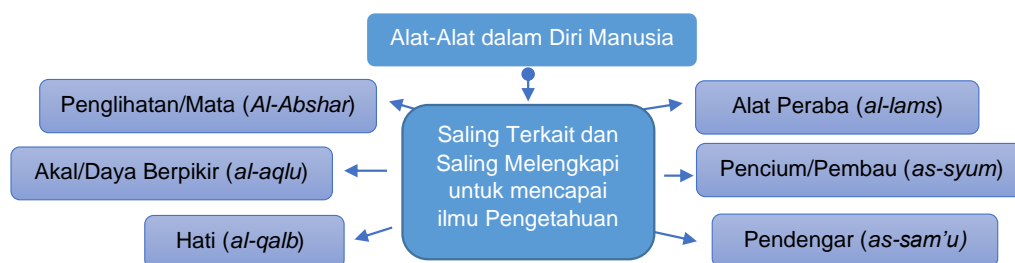 Alat-Alat dalam Diri Manusia
Penglihatan/Mata (Al-Abshar)
Akal/Daya Berpikir (al-aqlu)
Hati (al-qalb)
Saling Terkait dan
Saling Melengkapi
untuk mencapai
ilmu Pengetahuan
Alat Peraba (al-lams)
Pencium/Pembau (as-syum)
Pendengar (as-sam’u)